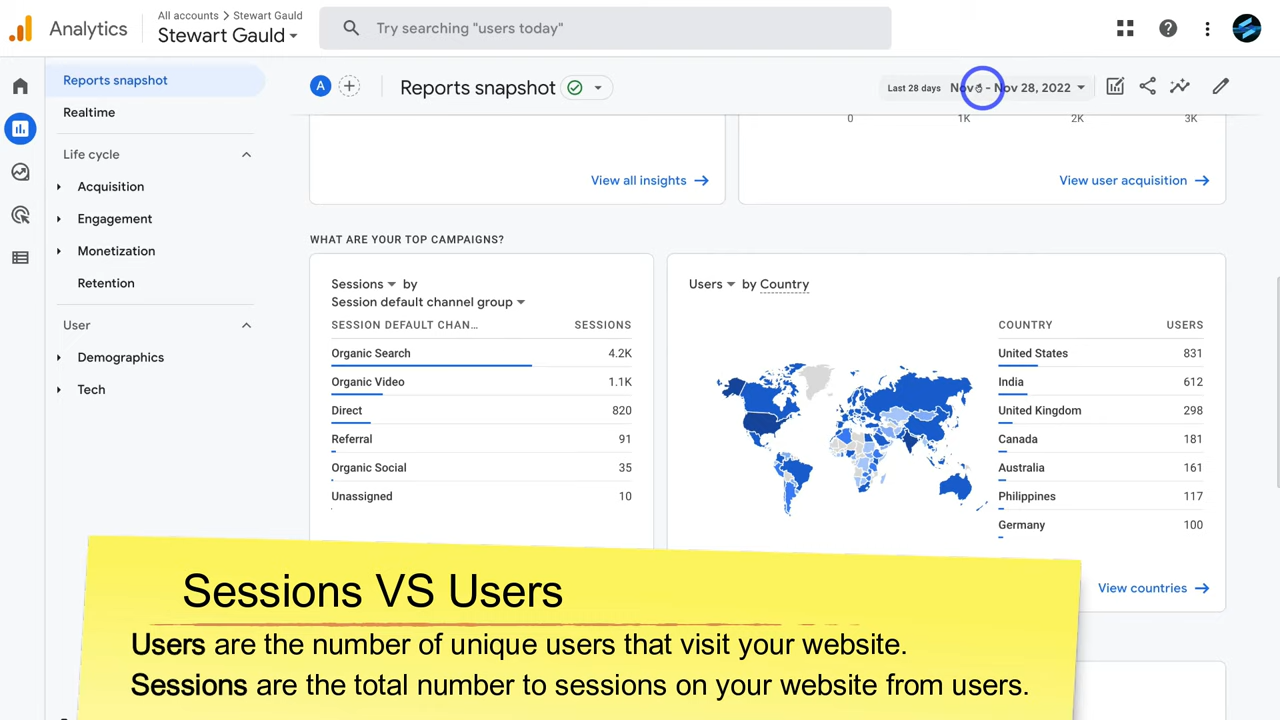 Analytics
All accounts > Stewart Gauld
Stewart Gauld
Try searching "users today"
Reports snapshot
Realtime
Life cycle
Acquisition
Engagement
Monetization
Retention
User
Demographics
Tech
A
Reports snapshot
Last 28 days
Nov - Nov 28, 2022
0 1K 2K 3K
View all insights
View user acquisition
WHAT ARE YOUR TOP CAMPAIGNS?
Sessions by
Session default channel group
SESSION DEFAULT CHAN... SESSIONS
Organic Search 4.2K
Organic Video 1.1K
Direct 820
Referral 91
Organic Social 35
Unassigned 10
Users by Country
COUNTRY USERS
United States 831
India 612
United Kingdom 298
Canada 181
Australia 161
Philippines 117
Germany 100
View countries
Sessions VS Users
Users are the number of unique users that visit your website.
Sessions are the total number to sessions on your website from users.